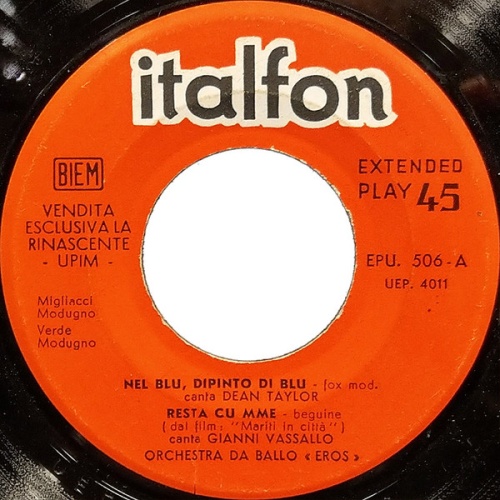 italfon
BIEM
VENDITA
ESCLUSIVA LA
RINASCENTE
- UPIM -
EXTENDED
PLAY 45
EPU. 506-A
UEP. 4011
Migliacci
Modugno
Verde
Modugno
NEL BLU, DIPINTO DI BLU - fox mod.
canta DEAN TAYLOR
RESTA CU MME - beguine
( dal film: "Mariti in città")
canta GIANNI VASSALLO
ORCHESTRA DA BALLO « EROS »